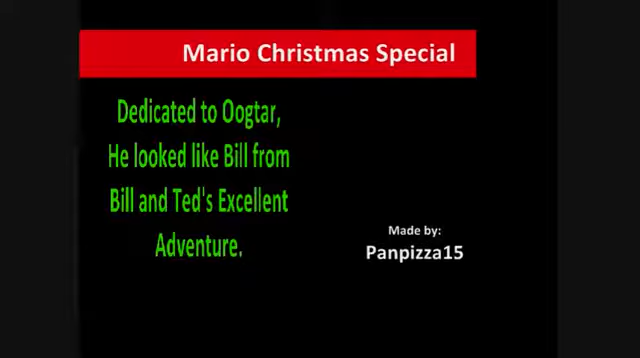 Mario Christmas Special
Dedicated to Oogtar,
He looked like Bill from
Bill and Ted's Excellent
Adventure.
Made by:
Panpizza15